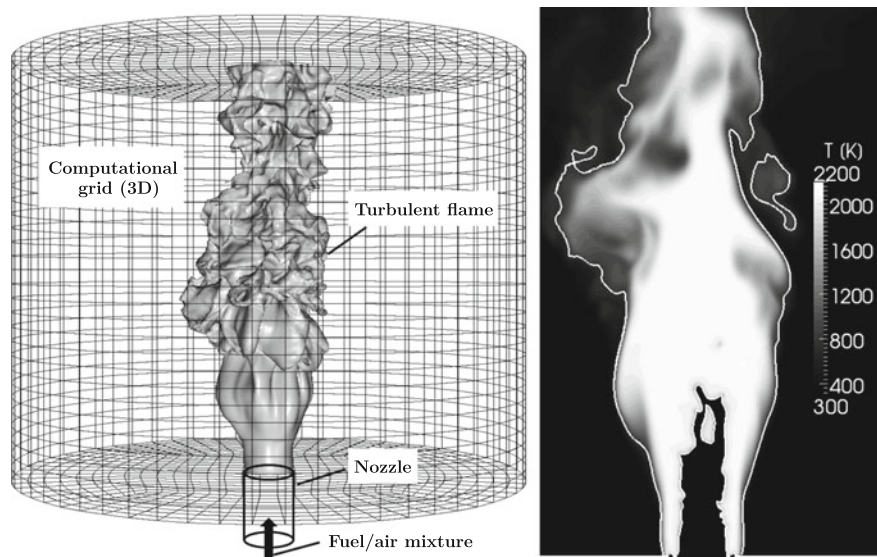 Computational
grid (3D)
Turbulent flame
Nozzle
Fuel/air mixture
T (K)
2200
2000
1600
1200
800
400
300